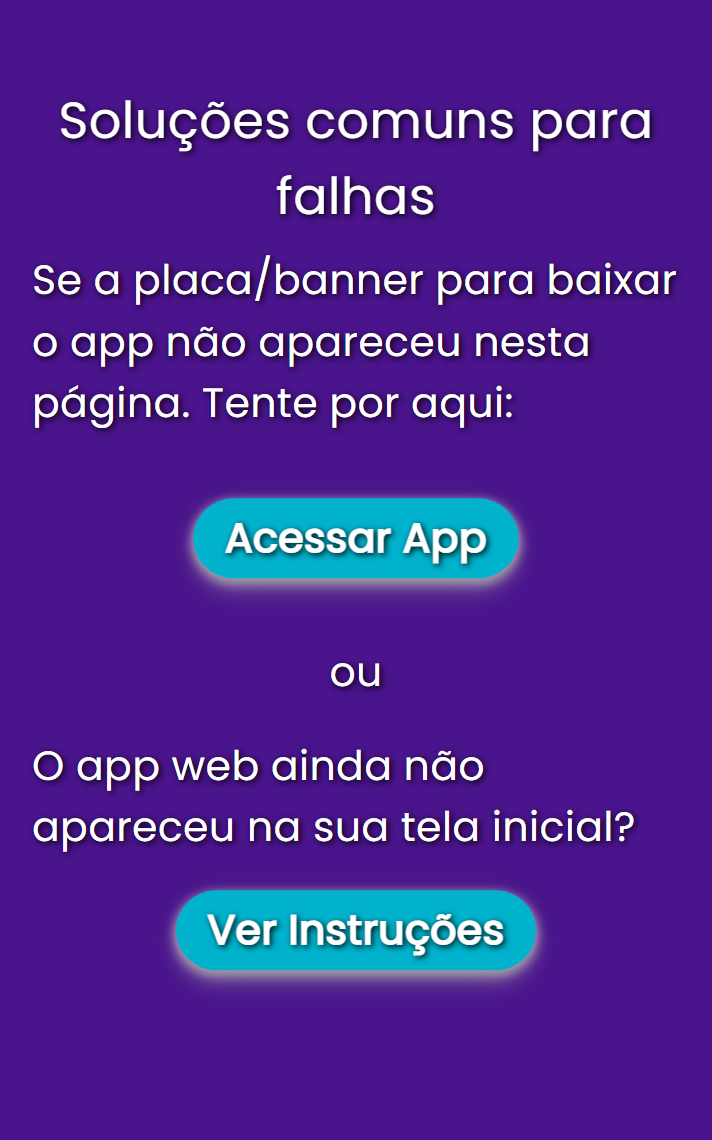 Soluções comuns para
falhas
Se a placa/banner para baixar
o app não apareceu nesta
página. Tente por aqui:
Acessar App
ou
O app web ainda não
apareceu na sua tela inicial?
Ver Instruções